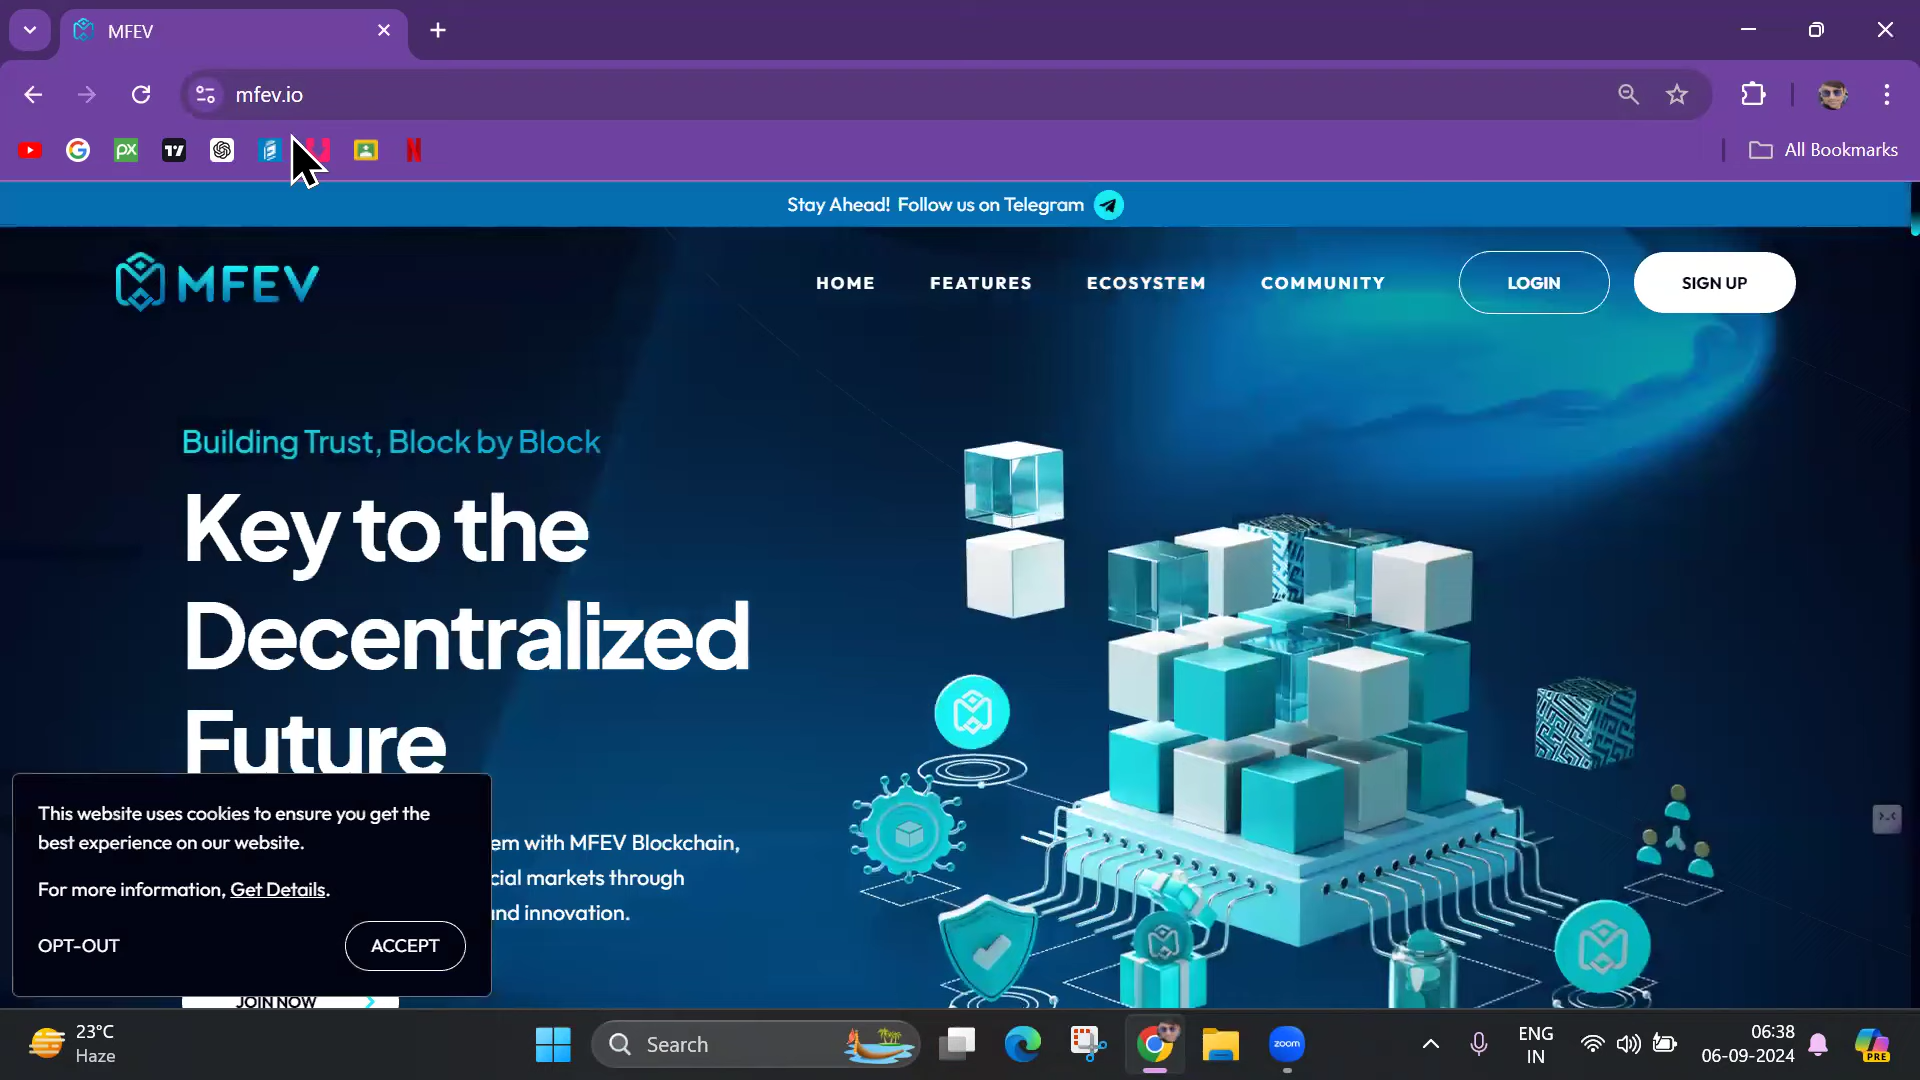 MFEV
mfev.io
All Bookmarks
Stay Ahead! Follow us on Telegram
MFEV
HOME
FEATURES
ECOSYSTEM
COMMUNITY
LOGIN
SIGN UP
Building Trust, Block by Block
Key to the
Decentralized
Future
em with MFEV Blockchain,
cial markets through
and innovation.
This website uses cookies to ensure you get the
best experience on our website.
For more information, Get Details.
OPT-OUT
ACCEPT
JOIN NOW
23°C
Haze
Search
zoom
ENG
IN
06:38
06-09-2024
PRE